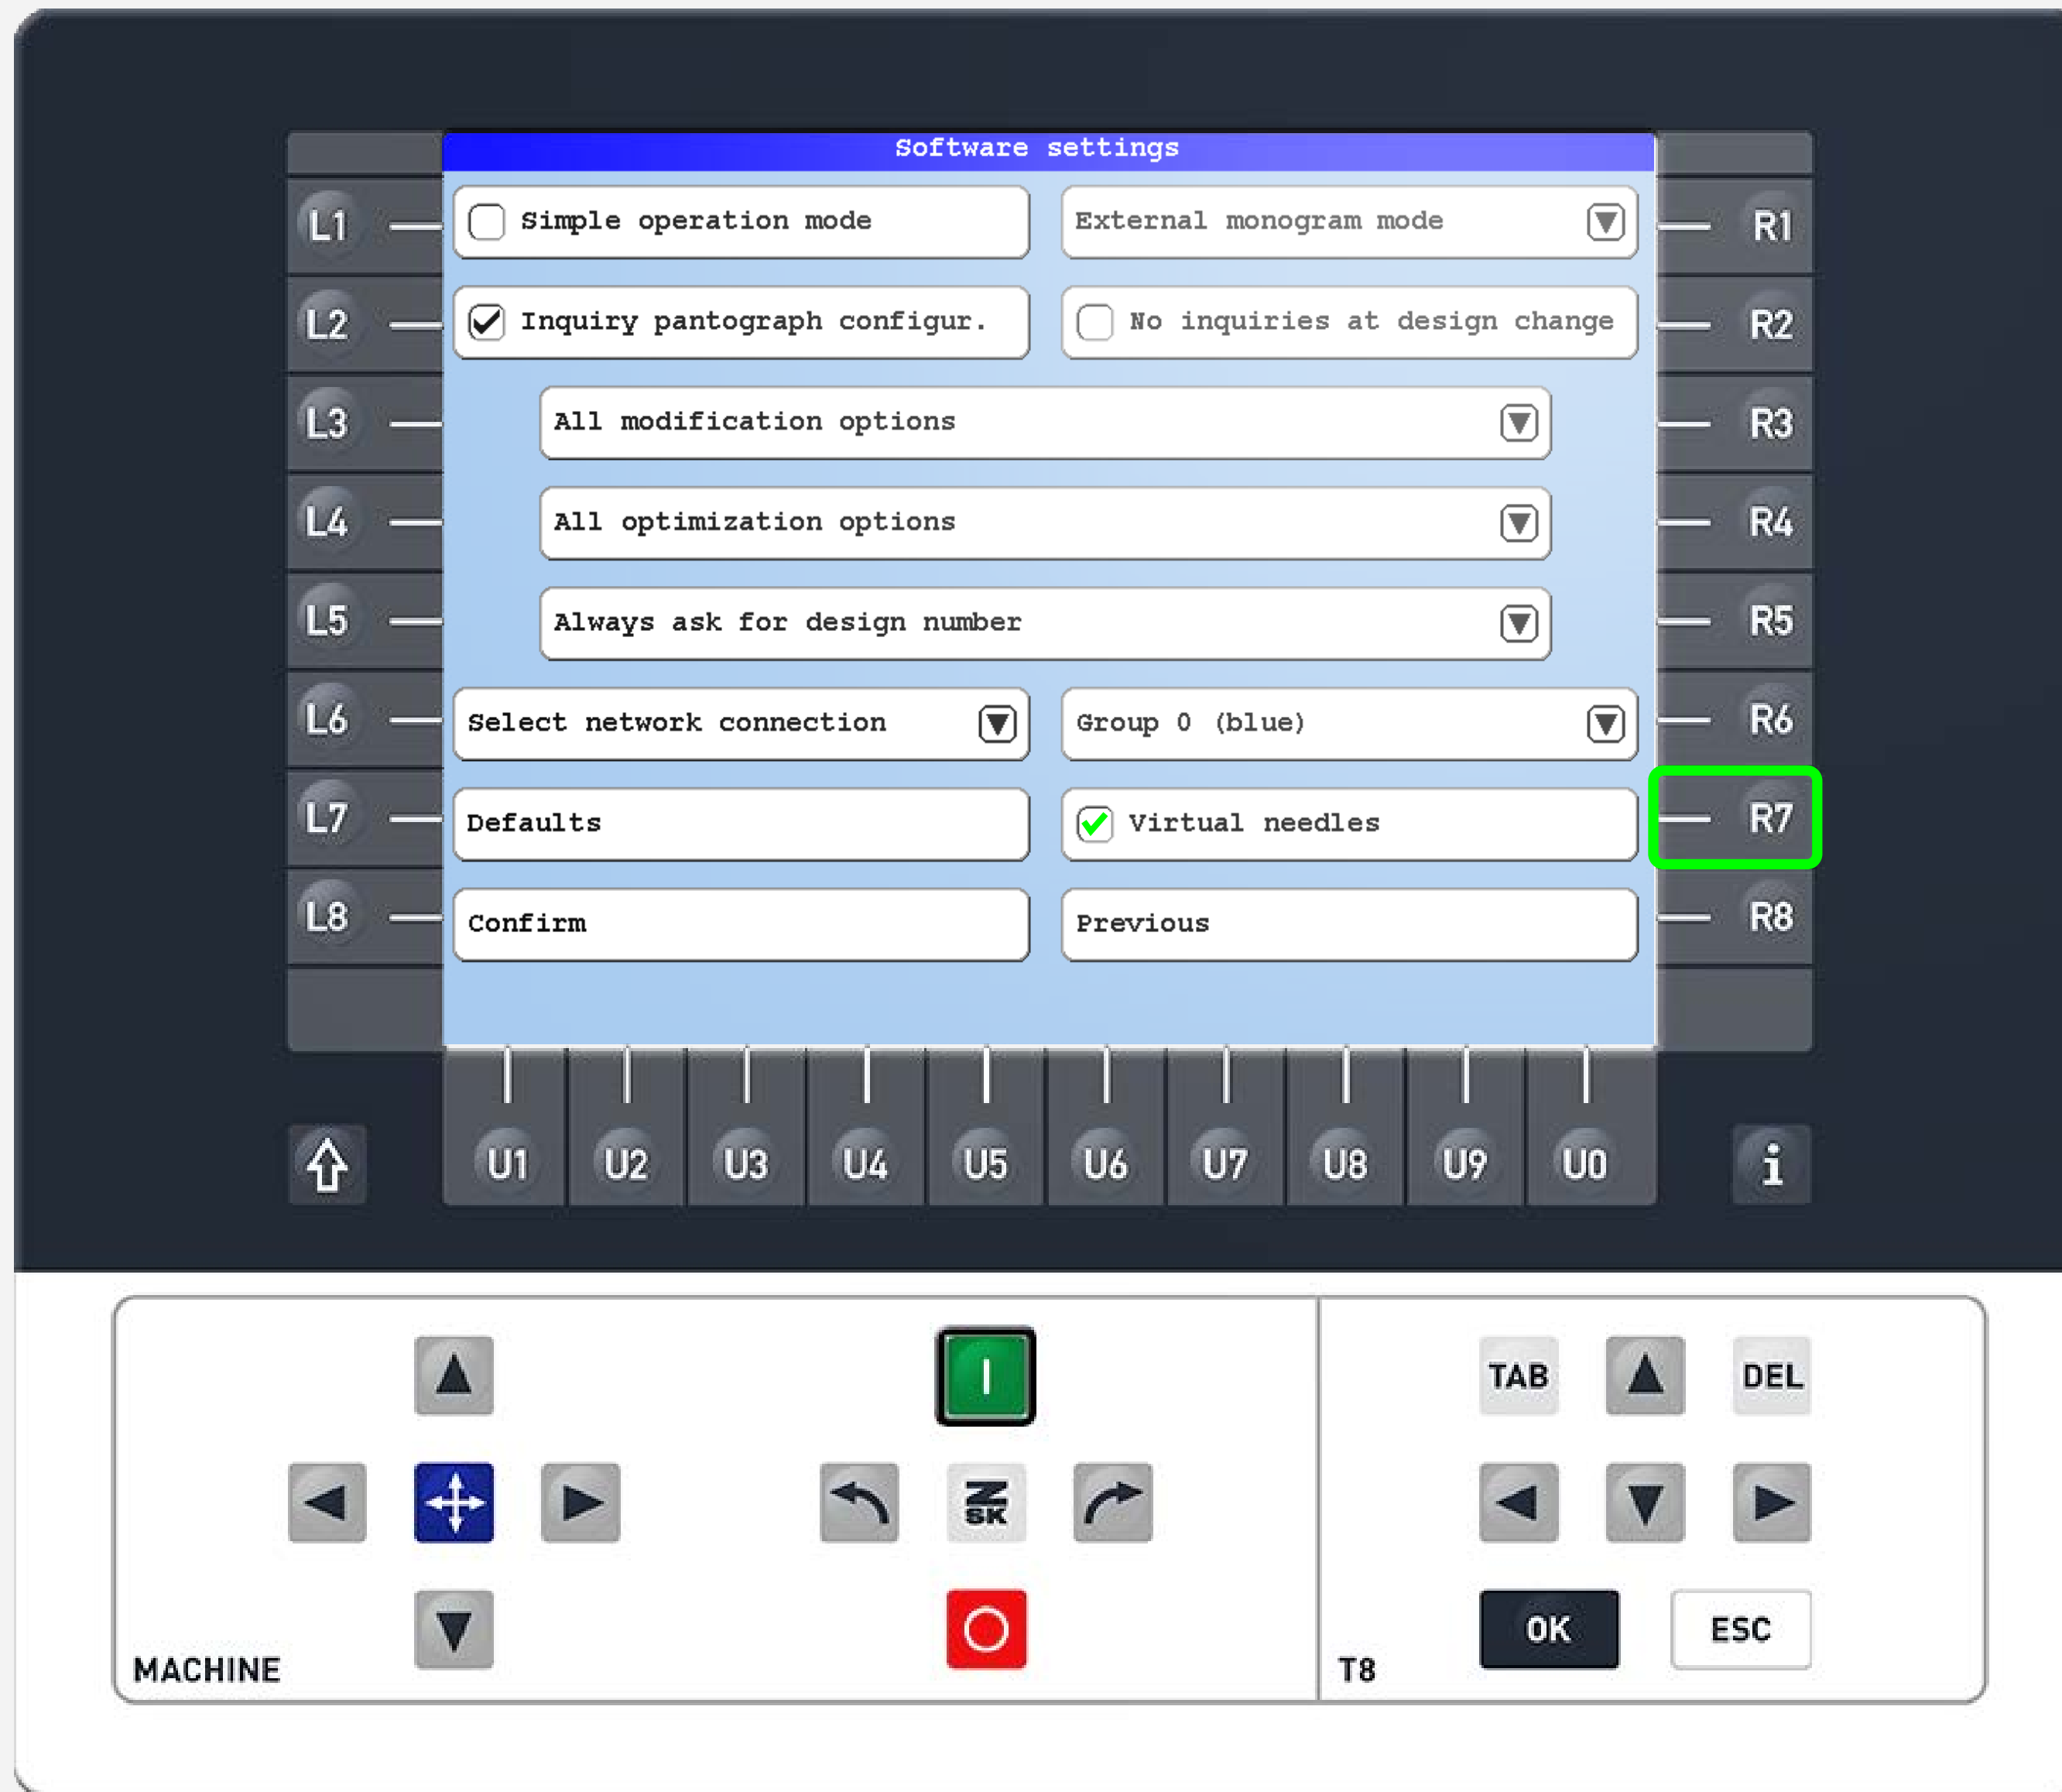 Software settings
L1 Simple operation mode External monogram mode R1
L2 Inquiry pantograph configur. No inquiries at design change R2
L3 All modification options R3
L4 All optimization options R4
L5 Always ask for design number R5
L6 Select network connection Group 0 (blue) R6
L7 Defaults Virtual needles R7
L8 Confirm Previous R8
U1 U2 U3 U4 U5 U6 U7 U8 U9 U0 i
I TAB DEL
ZSK
OK ESC
MACHINE T8